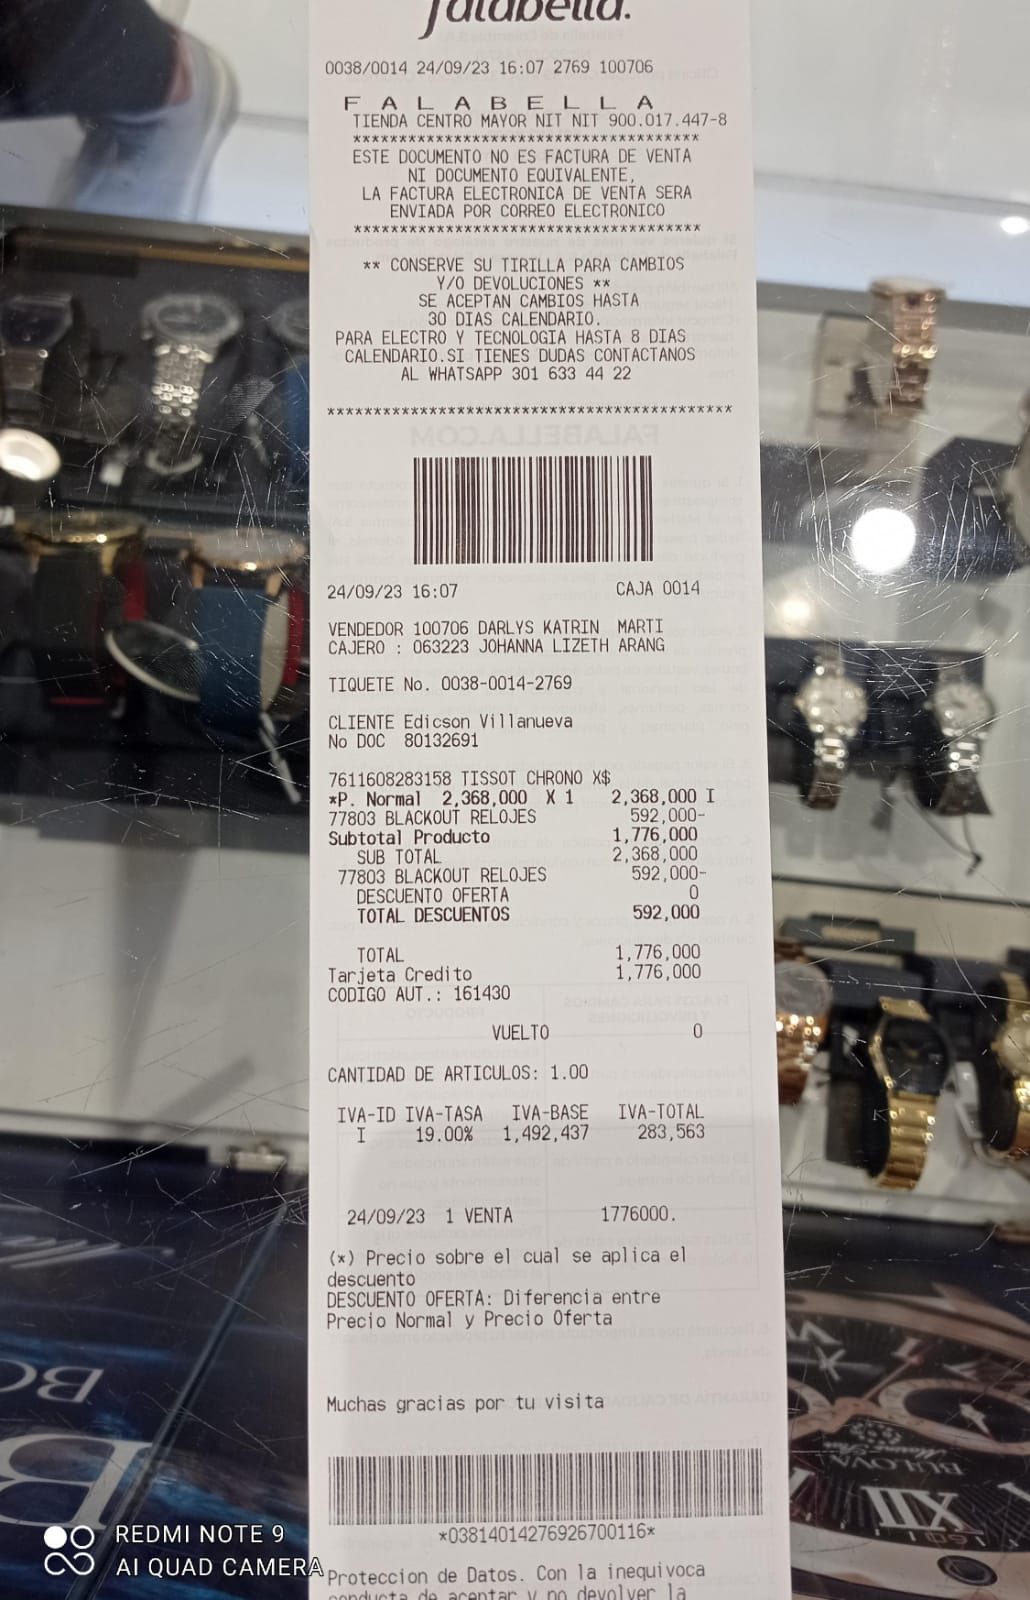 falabella.
0038/0014 24/09/23 16:07 2769 100706
F A L A B E L L A
TIENDA CENTRO MAYOR NIT NIT 900.017.447-8
****************************************
ESTE DOCUMENTO NO ES FACTURA DE VENTA
NI DOCUMENTO EQUIVALENTE,
LA FACTURA ELECTRONICA DE VENTA SERA
ENVIADA POR CORREO ELECTRONICO
****************************************
** CONSERVE SU TIRILLA PARA CAMBIOS
Y/O DEVOLUCIONES **
SE ACEPTAN CAMBIOS HASTA
30 DIAS CALENDARIO.
PARA ELECTRO Y TECNOLOGIA HASTA 8 DIAS
CALENDARIO.SI TIENES DUDAS CONTACTANOS
AL WHATSAPP 301 633 44 22
********************************************
24/09/23 16:07 CAJA 0014
VENDEDOR 100706 DARLYS KATRIN MARTI
CAJERO : 063223 JOHANNA LIZETH ARANG
TIQUETE No. 0038-0014-2769
CLIENTE Edicson Villanueva
No DOC 80132691
7611608283158 TISSOT CHRONO X$
*P. Normal 2,368,000 X 1 2,368,000 I
77803 BLACKOUT RELOJES 592,000-
Subtotal Producto 1,776,000
SUB TOTAL 2,368,000
77803 BLACKOUT RELOJES 592,000-
DESCUENTO OFERTA 0
TOTAL DESCUENTOS 592,000
TOTAL 1,776,000
Tarjeta Credito 1,776,000
CODIGO AUT.: 161430
VUELTO 0
CANTIDAD DE ARTICULOS: 1.00
IVA-ID IVA-TASA IVA-BASE IVA-TOTAL
I 19.00% 1,492,437 283,563
24/09/23 1 VENTA 1776000.
(*) Precio sobre el cual se aplica el
descuento
DESCUENTO OFERTA: Diferencia entre
Precio Normal y Precio Oferta
Muchas gracias por tu visita
*03814014276926700116*
Proteccion de Datos. Con la inequivoca
conducta de aceptar y no devolver la
BULOVA
XII
REDMI NOTE 9
AI QUAD CAMERA